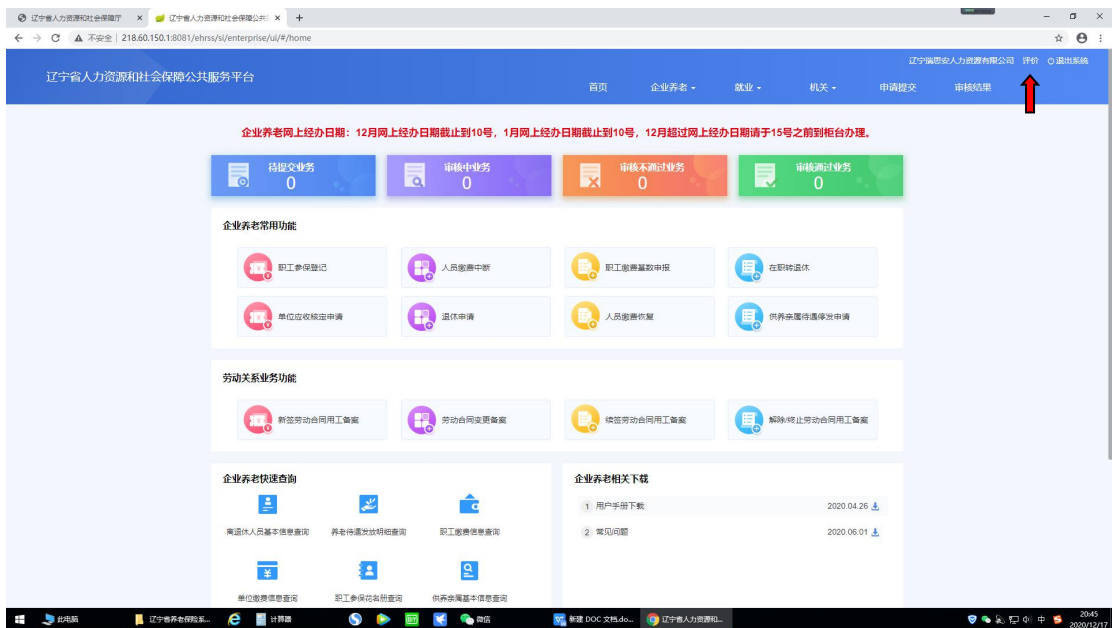 辽宁省人力资源和社会保障厅 × 辽宁省人力资源和社会保障公共 × +
不安全 | 218.60.150.1:8081/ehrss/si/enterprise/ui/#/home
辽宁瑞思安人力资源有限公司 评价 退出系统
辽宁省人力资源和社会保障公共服务平台
首页 企业养老 就业 机关 申请提交 审核结果
企业养老网上经办日期：12月网上经办日期截止到10号，1月网上经办日期截止到10号，12月超过网上经办日期请于15号之前到柜台办理。
待提交业务 审核中业务 审核不通过业务 审核通过业务
0 0 0 0
企业养老常用功能
职工参保登记 人员缴费中断 职工缴费基数申报 在职转退休
单位应收核定申请 退休申请 人员缴费恢复 供养亲属待遇停发申请
劳动关系业务功能
新签劳动合同用工备案 劳动合同变更备案 续签劳动合同用工备案 解除/终止劳动合同用工备案
企业养老快速查询 企业养老相关下载
1 用户手册下载 2020.04.26
离退休人员基本信息查询 养老待遇发放明细查询 职工缴费信息查询
2 常见问题 2020.06.01
单位缴费信息查询 职工参保花名册查询 供养亲属基本信息查询
此电脑 辽宁省养老保险系... 计算器 微信 新建 DOC 文档.do... 辽宁省人力资源和... 中 20:45
2020/12/17